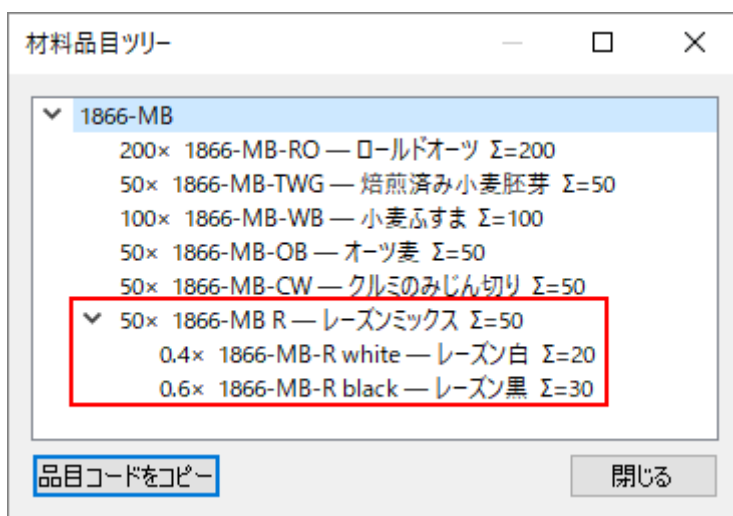 材料品目ツリー
1866-MB
200× 1866-MB-RO — ロールドオーツ Σ=200
50× 1866-MB-TWG — 焙煎済み小麦胚芽 Σ=50
100× 1866-MB-WB — 小麦ふすま Σ=100
50× 1866-MB-OB — オーツ麦 Σ=50
50× 1866-MB-CW — クルミのみじん切り Σ=50
50× 1866-MB R — レーズンミックス Σ=50
0.4× 1866-MB-R white — レーズン白 Σ=20
0.6× 1866-MB-R black — レーズン黒 Σ=30
品目コードをコピー
閉じる